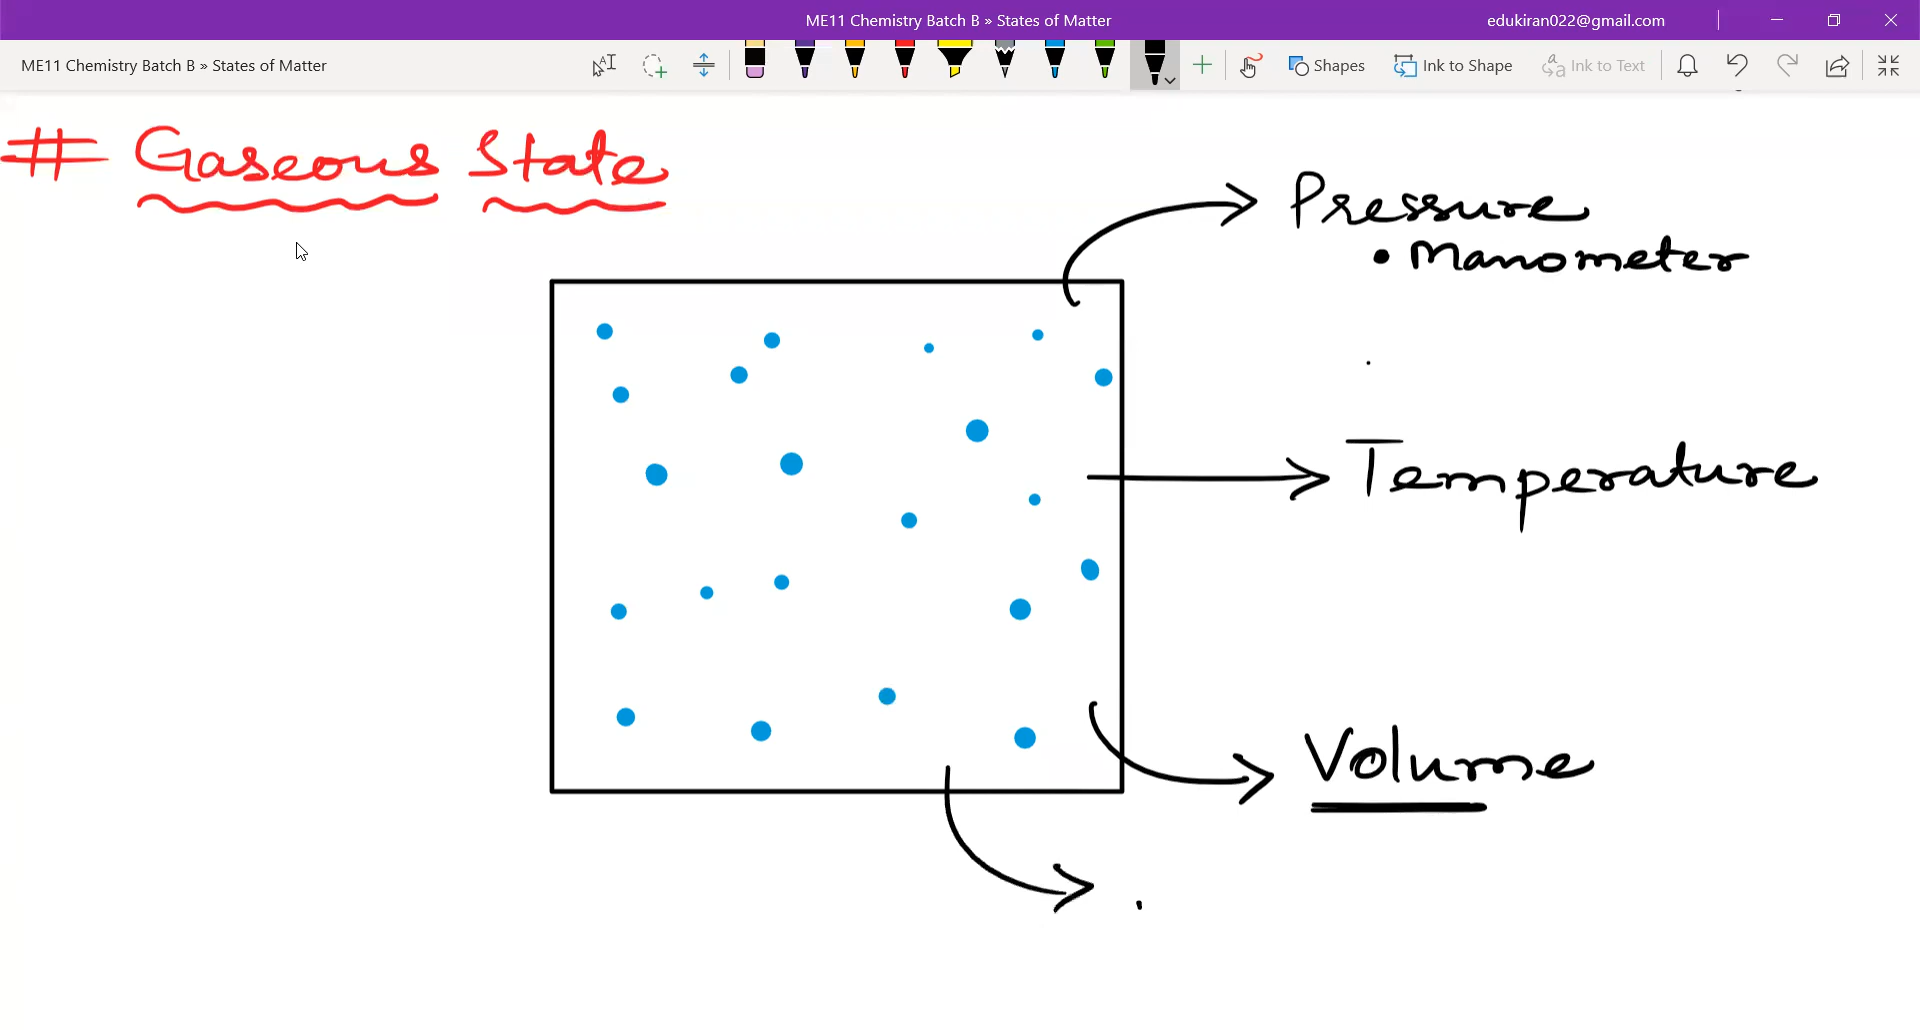 ME11 Chemistry Batch B » States of Matter
edukiran022@gmail.com
ME11 Chemistry Batch B » States of Matter
Shapes
Ink to Shape
Ink to Text
# Gaseous State
Pressure
• Manometer
Temperature
Volume